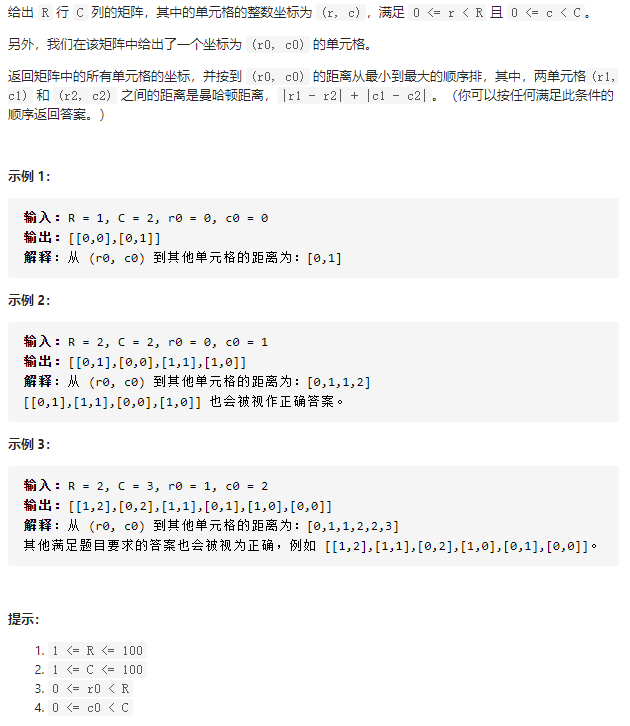 给出 R 行 C 列的矩阵，其中的单元格的整数坐标为 (r, c)，满足 0 <= r < R 且 0 <= c < C。
另外，我们在该矩阵中给出了一个坐标为 (r0, c0) 的单元格。
返回矩阵中的所有单元格的坐标，并按到 (r0, c0) 的距离从最小到最大的顺序排，其中，两单元格(r1,
c1) 和 (r2, c2) 之间的距离是曼哈顿距离，|r1 - r2| + |c1 - c2|。（你可以按任何满足此条件的
顺序返回答案。）
示例 1：
输入：R = 1, C = 2, r0 = 0, c0 = 0
输出：[[0,0],[0,1]]
解释：从 (r0, c0) 到其他单元格的距离为：[0,1]
示例 2：
输入：R = 2, C = 2, r0 = 0, c0 = 1
输出：[[0,1],[0,0],[1,1],[1,0]]
解释：从 (r0, c0) 到其他单元格的距离为：[0,1,1,2]
[[0,1],[1,1],[0,0],[1,0]] 也会被视作正确答案。
示例 3：
输入：R = 2, C = 3, r0 = 1, c0 = 2
输出：[[1,2],[0,2],[1,1],[0,1],[1,0],[0,0]]
解释：从 (r0, c0) 到其他单元格的距离为：[0,1,1,2,2,3]
其他满足题目要求的答案也会被视为正确，例如 [[1,2],[1,1],[0,2],[1,0],[0,1],[0,0]]。
提示：
1. 1 <= R <= 100
2. 1 <= C <= 100
3. 0 <= r0 < R
4. 0 <= c0 < C